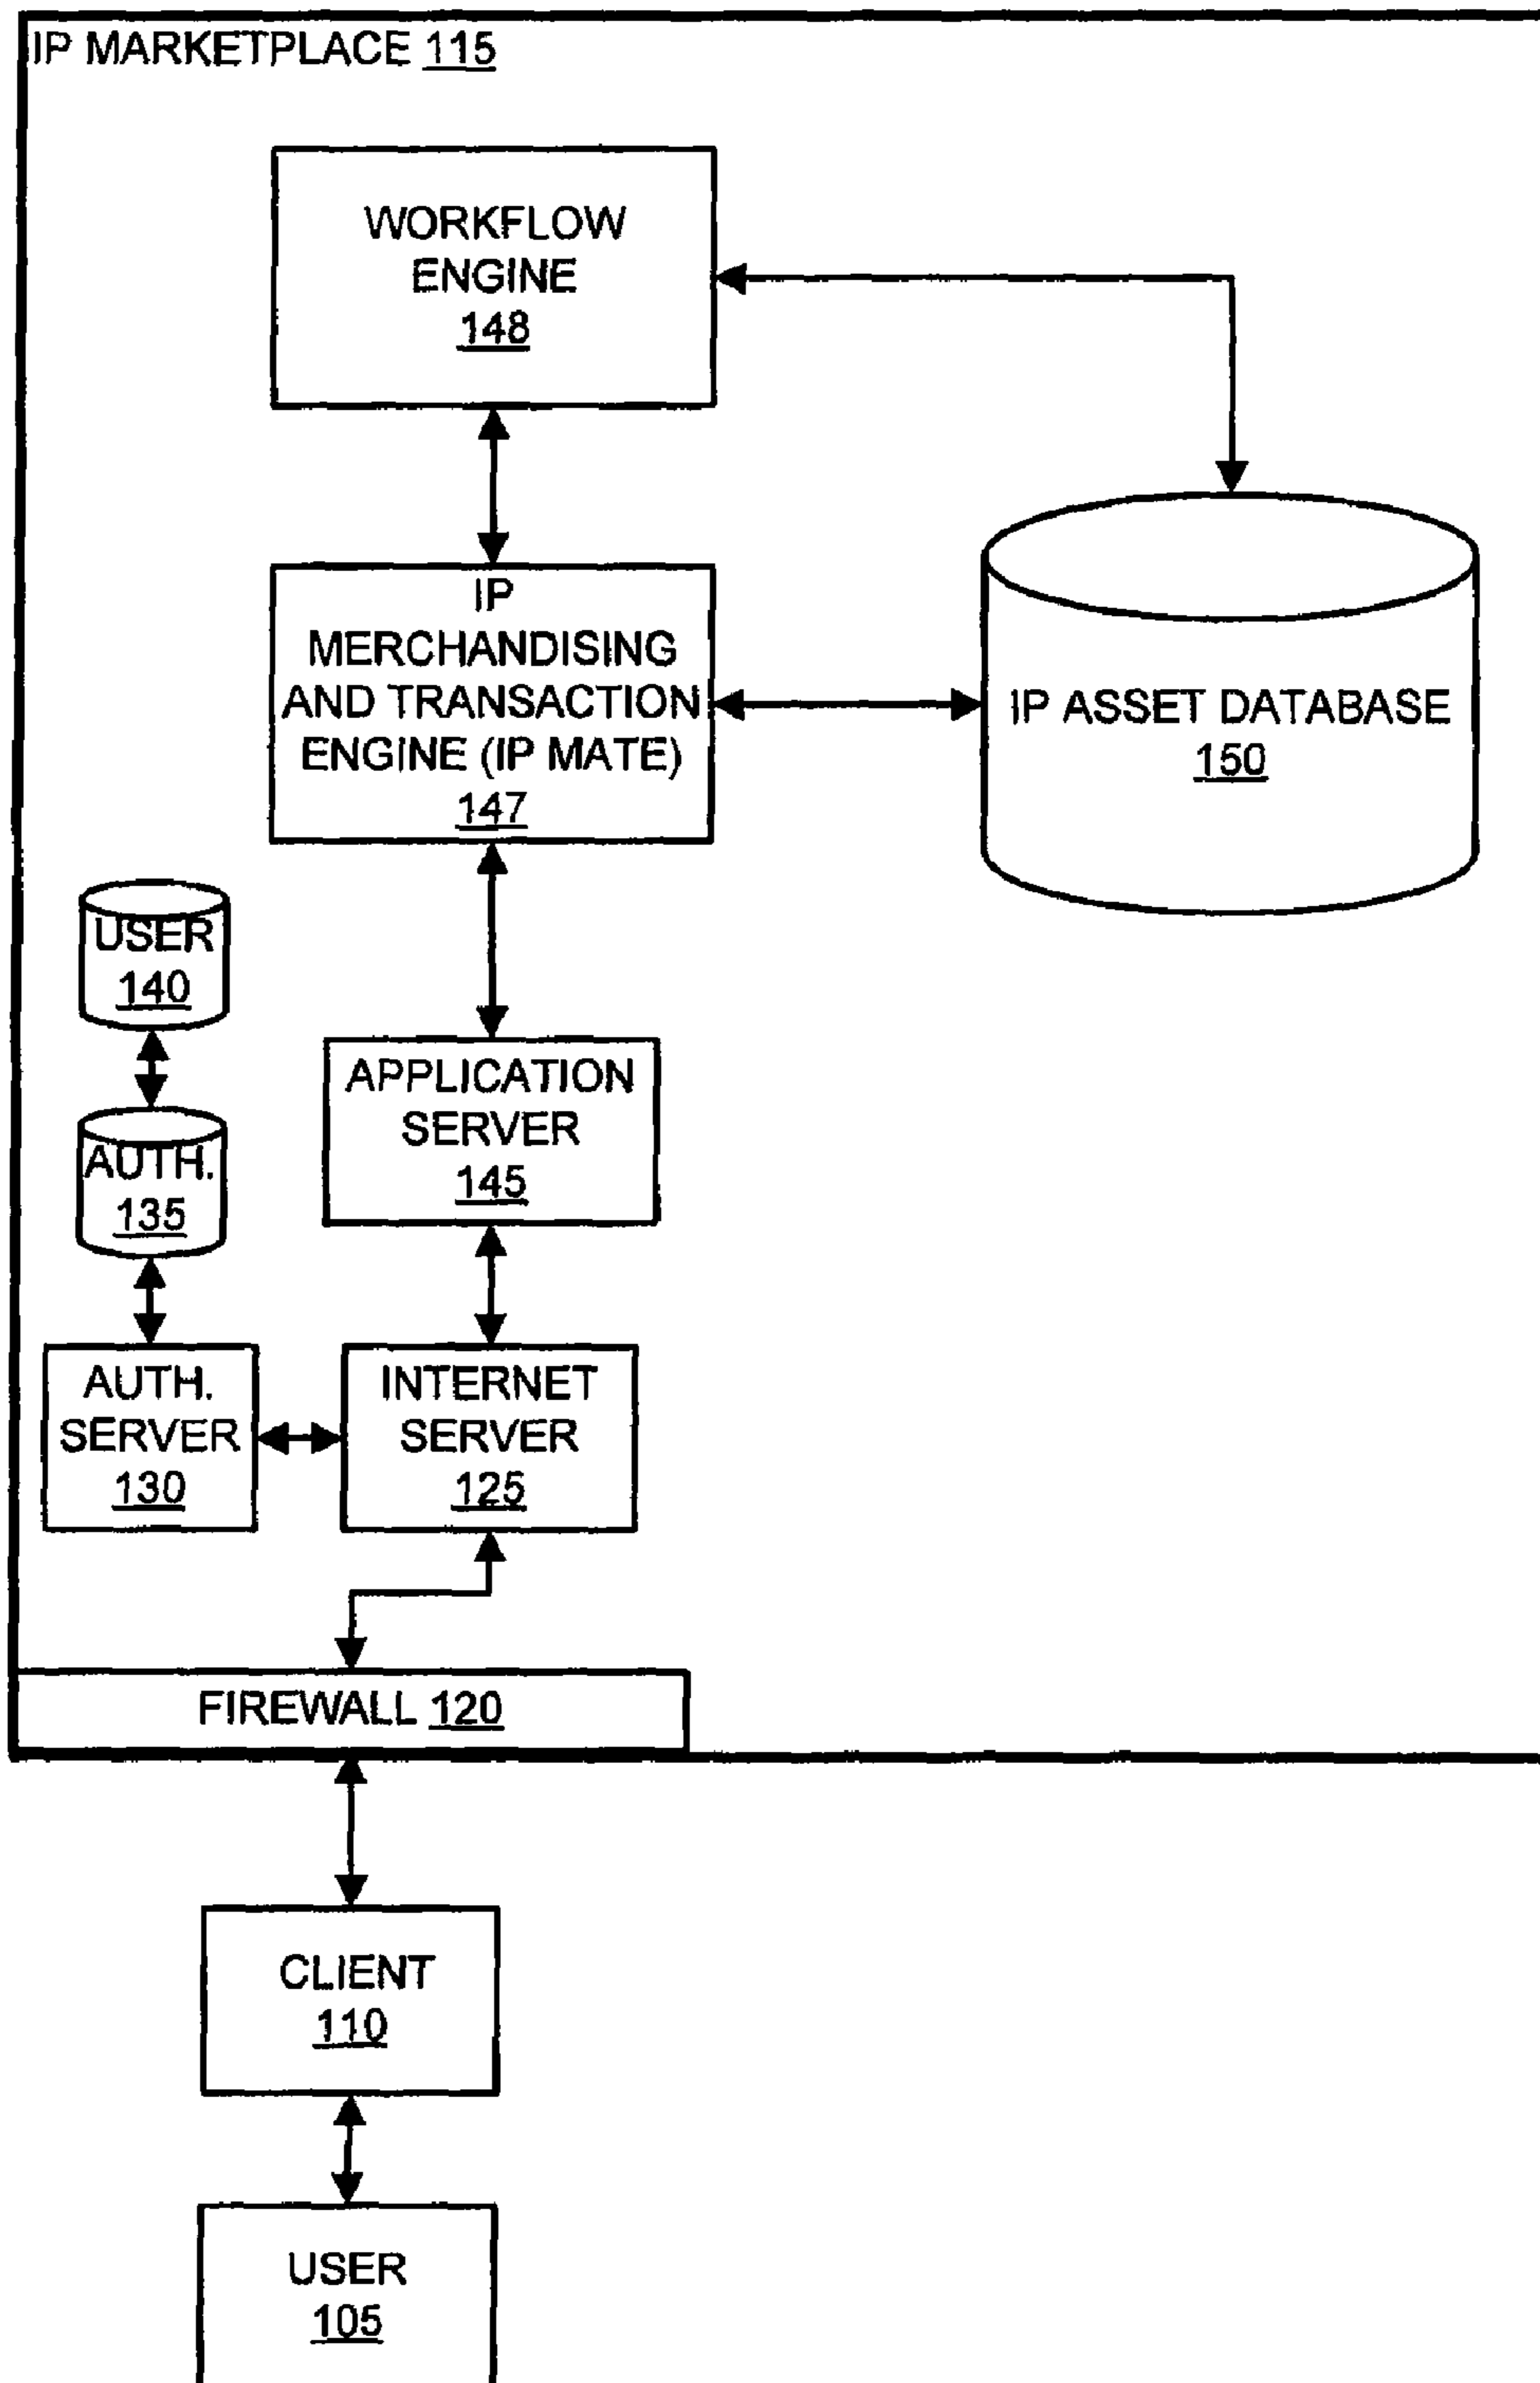 IP MARKETPLACE 115
WORKFLOW
ENGINE
148
IP
MERCHANDISING
AND TRANSACTION
ENGINE (IP MATE)
147
IP ASSET DATABASE
150
USER
140
AUTH.
135
APPLICATION
SERVER
145
AUTH.
SERVER
130
INTERNET
SERVER
125
FIREWALL 120
CLIENT
110
USER
105